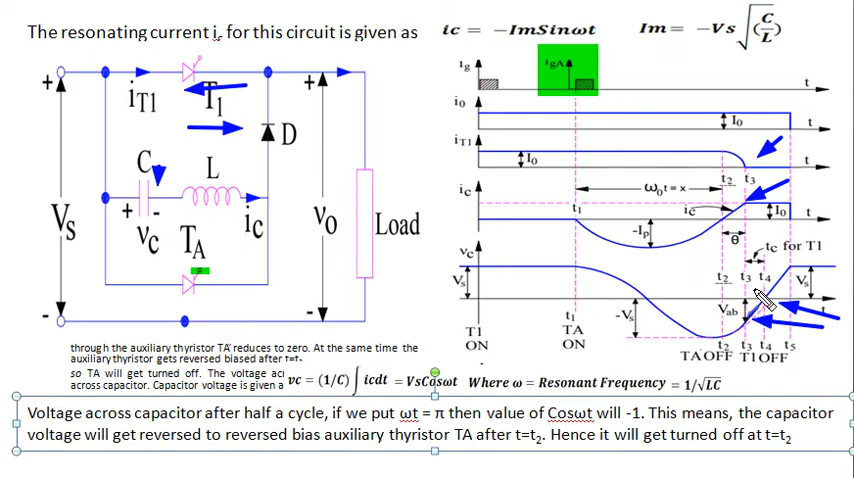 The resonating current ic for this circuit is given as
ic = −ImSinωt
Im = −Vs√(C/L)
+
iT1
T1
+
D
C
L
Vs
+
-
vc
ic
vo
Load
TA
-
-
Ig
IgA
t
io
Io
t
iT1
Io
t2
t3
t
ic
ω0t = x
t1
ic
-Ip
θ
Io
t
tc for T1
vc
Vs
-Vs
Vab
t2
t3
t4
Vs
t
t1
t2
t3
t4
t5
T1
ON
TA
ON
TA OFF
T1 OFF
through the auxiliary thyristor TA reduces to zero. At the same time the
auxiliary thyristor gets reversed biased after t=t
so TA will get turned off. The voltage
across capacitor. Capacitor voltage is given a
vc = (1/C)∫icdt = VsCosωt Where ω = Resonant Frequency = 1/√LC
Voltage across capacitor after half a cycle, if we put ωt = π then value of Cosωt will -1. This means, the capacitor
voltage will get reversed to reversed bias auxiliary thyristor TA after t=t2. Hence it will get turned off at t=t2